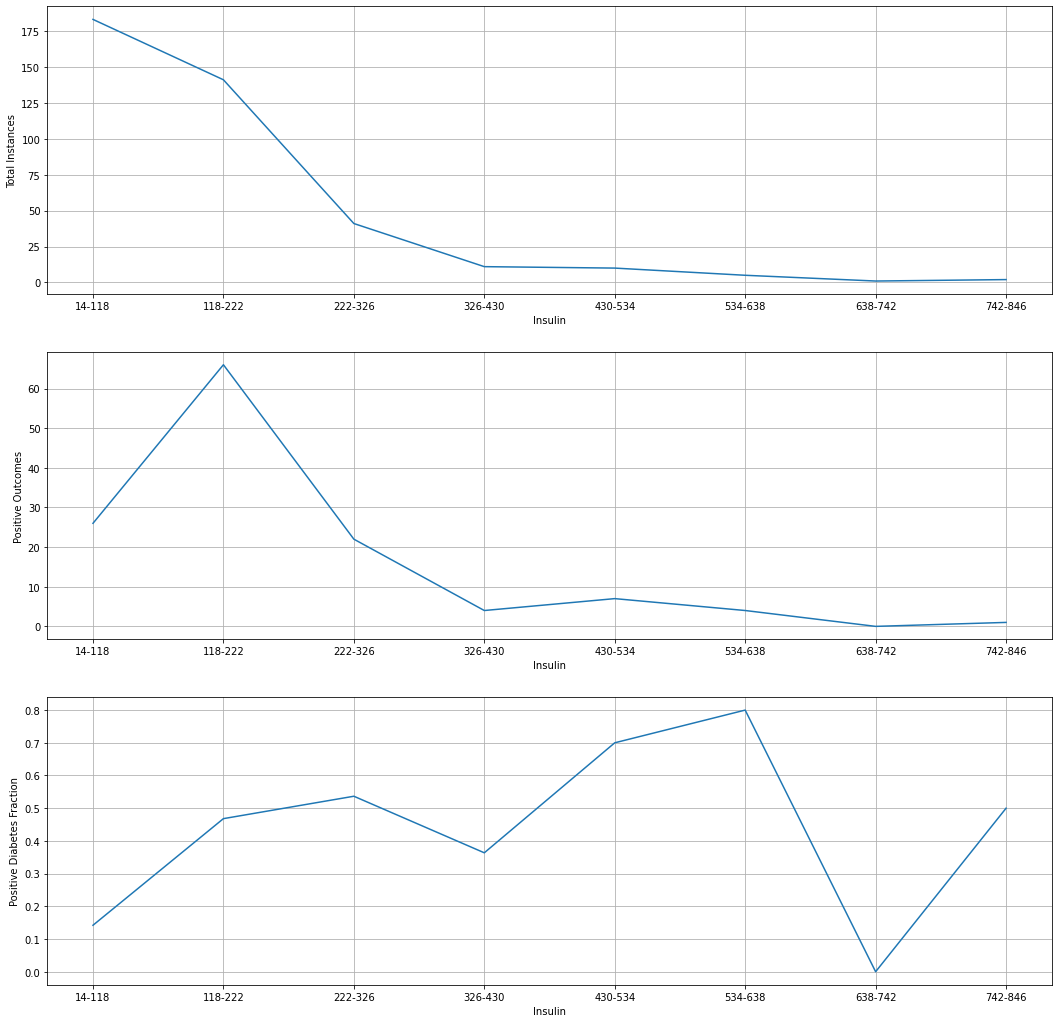 175
150
125
100
75
50
25
0
Total Instances
14-118 118-222 222-326 326-430 430-534 534-638 638-742 742-846
Insulin
60
50
40
30
20
10
0
Positive Outcomes
14-118 118-222 222-326 326-430 430-534 534-638 638-742 742-846
Insulin
0.8
0.7
0.6
0.5
0.4
0.3
0.2
0.1
0.0
Positive Diabetes Fraction
14-118 118-222 222-326 326-430 430-534 534-638 638-742 742-846
Insulin